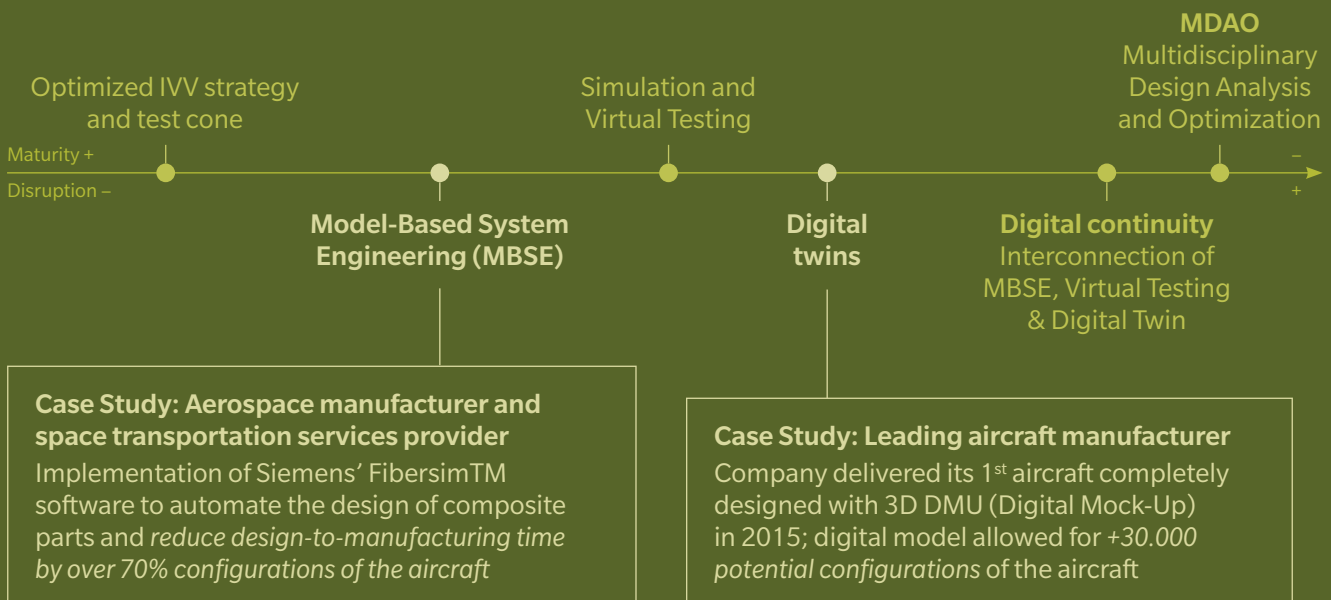 MDAO
Multidisciplinary
Design Analysis
and Optimization
Optimized IVV strategy
and test cone
Simulation and
Virtual Testing
Maturity +
–
Disruption –
+
Model-Based System
Engineering (MBSE)
Digital
twins
Digital continuity
Interconnection of
MBSE, Virtual Testing
& Digital Twin
Case Study: Aerospace manufacturer and
space transportation services provider
Implementation of Siemens’ FibersimTM
software to automate the design of composite
parts and reduce design-to-manufacturing time
by over 70% configurations of the aircraft
Case Study: Leading aircraft manufacturer
Company delivered its 1st aircraft completely
designed with 3D DMU (Digital Mock-Up)
in 2015; digital model allowed for +30.000
potential configurations of the aircraft